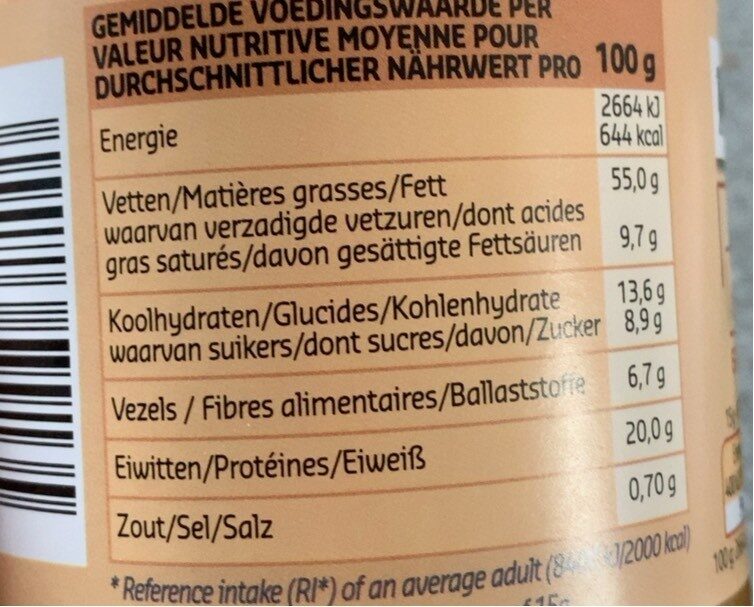 GEMIDDELDE VOEDINGSWAARDE PER
VALEUR NUTRITIVE MOYENNE POUR
DURCHSCHNITTLICHER NÄHRWERT PRO 100 g
Energie 2664 kJ
644 kcal
Vetten/Matières grasses/Fett 55,0 g
waarvan verzadigde vetzuren/dont acides
gras saturés/davon gesättigte Fettsäuren 9,7 g
Koolhydraten/Glucides/Kohlenhydrate 13,6 g
waarvan suikers/dont sucres/davon/Zucker 8,9 g
Vezels / Fibres alimentaires/Ballaststoffe 6,7 g
Eiwitten/Protéines/Eiweiß 20,0 g
Zout/Sel/Salz 0,70 g
* Reference intake (RI*) of an average adult /2000 kcal)
100 g